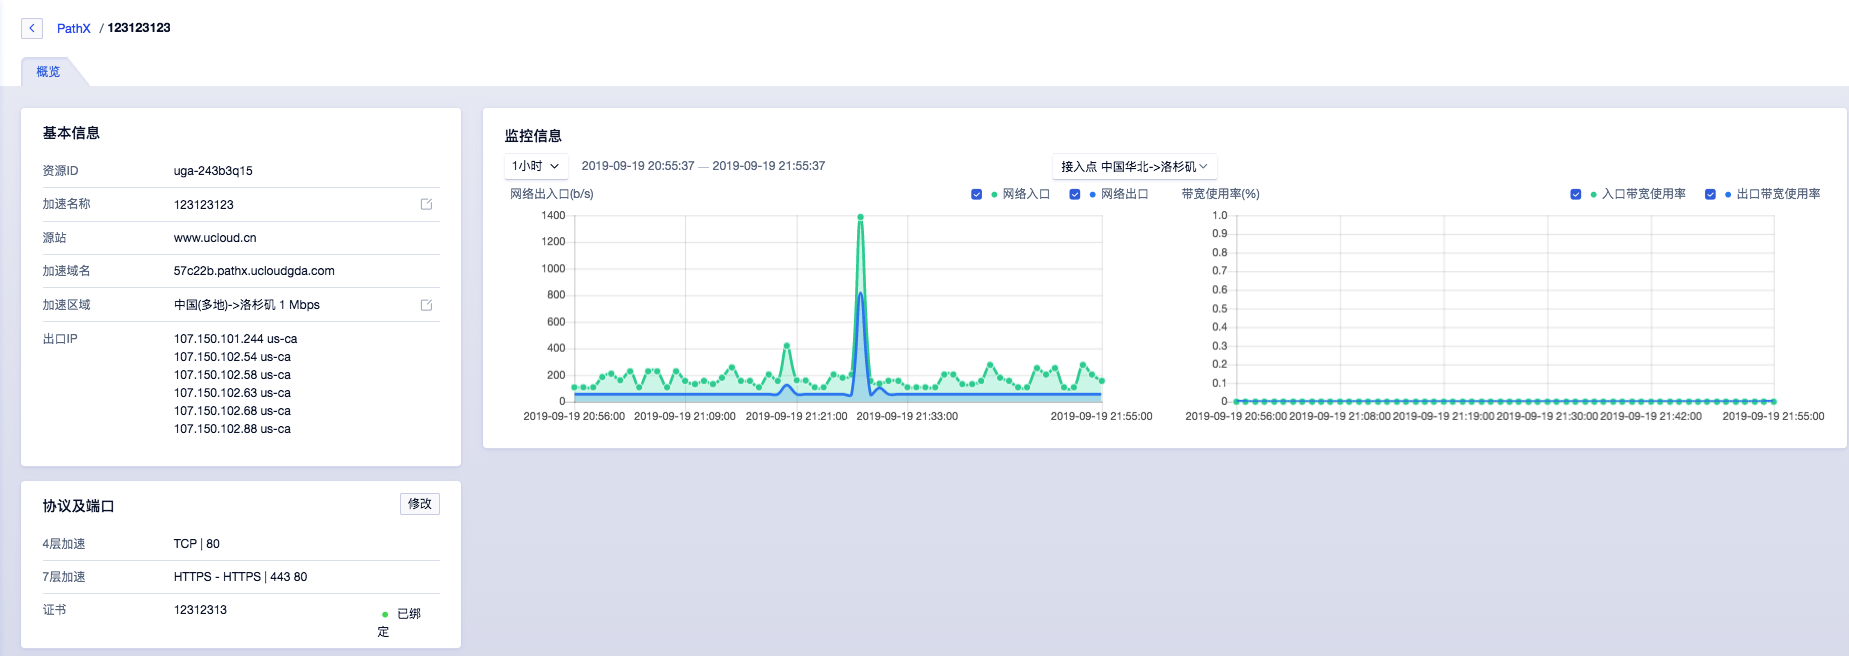 PathX / 123123123
概览
基本信息
资源ID uga-243b3q15
加速名称 123123123
源站 www.ucloud.cn
加速域名 57c22b.pathx.ucloudgda.com
加速区域 中国(多地)->洛杉矶 1 Mbps
出口IP 107.150.101.244 us-ca
107.150.102.54 us-ca
107.150.102.58 us-ca
107.150.102.63 us-ca
107.150.102.68 us-ca
107.150.102.88 us-ca
协议及端口 修改
4层加速 TCP | 80
7层加速 HTTPS - HTTPS | 443 80
证书 12312313 已绑
定
监控信息
1小时 2019-09-19 20:55:37 — 2019-09-19 21:55:37 接入点 中国华北->洛杉矶
网络出入口(b/s) 网络入口 网络出口
1400
1200
1000
800
600
400
200
0
2019-09-19 20:56:00 2019-09-19 21:09:00 2019-09-19 21:21:00 2019-09-19 21:33:00 2019-09-19 21:55:00
带宽使用率(%) 入口带宽使用率 出口带宽使用率
1.0
0.9
0.8
0.7
0.6
0.5
0.4
0.3
0.2
0.1
0
2019-09-19 20:56:00 2019-09-19 21:08:00 2019-09-19 21:19:00 2019-09-19 21:30:00 2019-09-19 21:42:00 2019-09-19 21:55:00